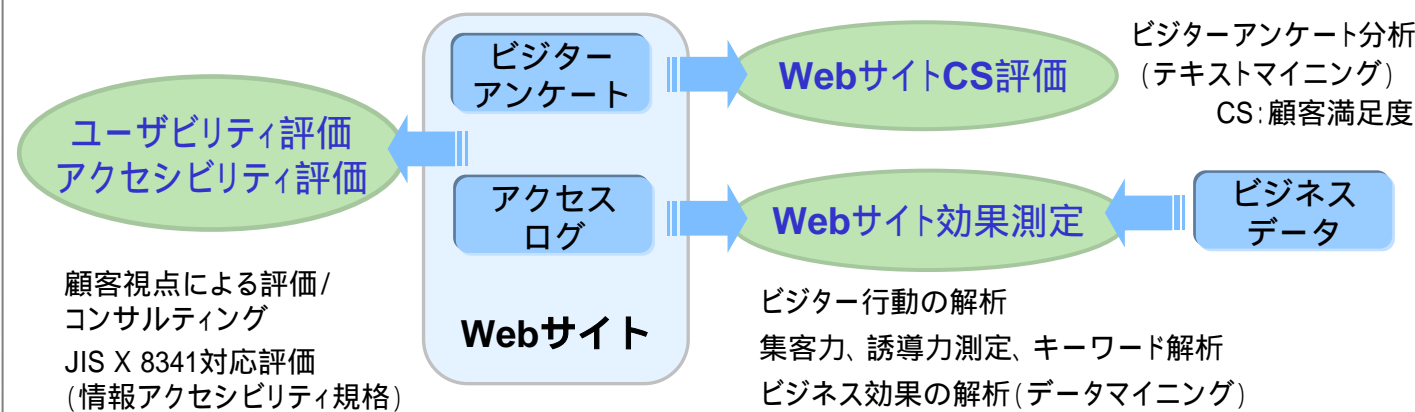 ビジター
アンケート
WebサイトCS評価
ビジターアンケート分析
(テキストマイニング)
CS:顧客満足度
ユーザビリティ評価
アクセシビリティ評価
アクセス
ログ
Webサイト効果測定
ビジネス
データ
顧客視点による評価/
コンサルティング
JIS X 8341対応評価
(情報アクセシビリティ規格)
Webサイト
ビジター行動の解析
集客力、誘導力測定、キーワード解析
ビジネス効果の解析(データマイニング)